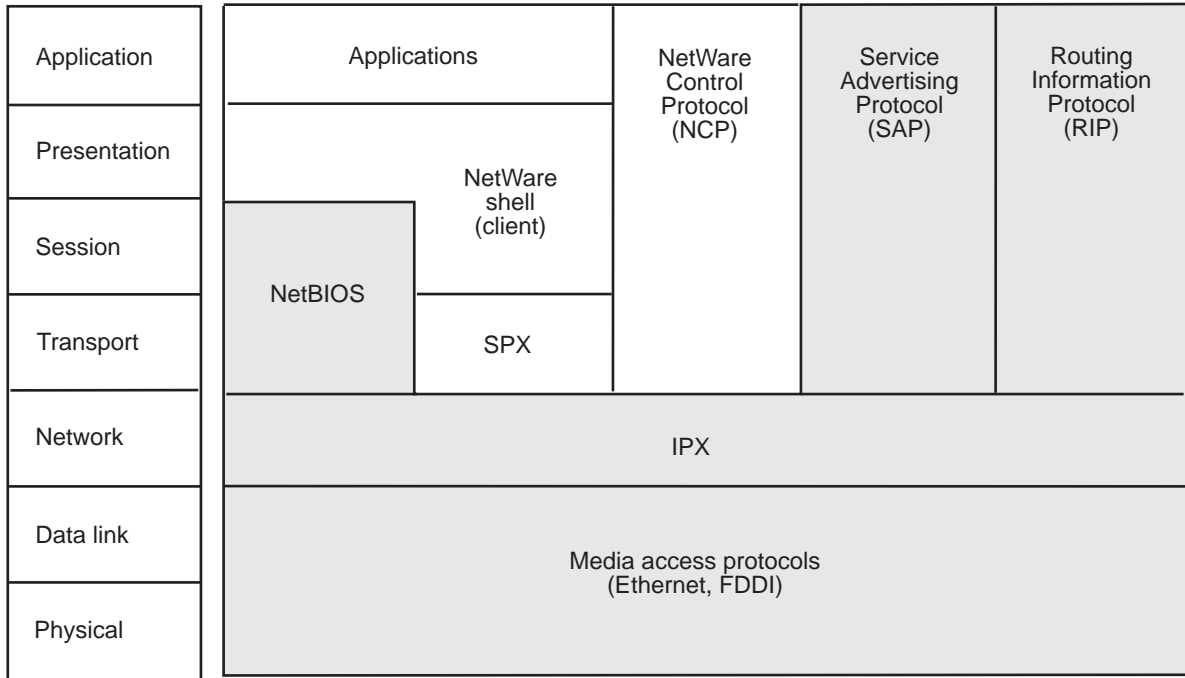 Application
Presentation
Session
Transport
Network
Data link
Physical
Applications
NetWare
shell
(client)
NetBIOS
SPX
NetWare
Control
Protocol
(NCP)
Service
Advertising
Protocol
(SAP)
Routing
Information
Protocol
(RIP)
IPX
Media access protocols
(Ethernet, FDDI)